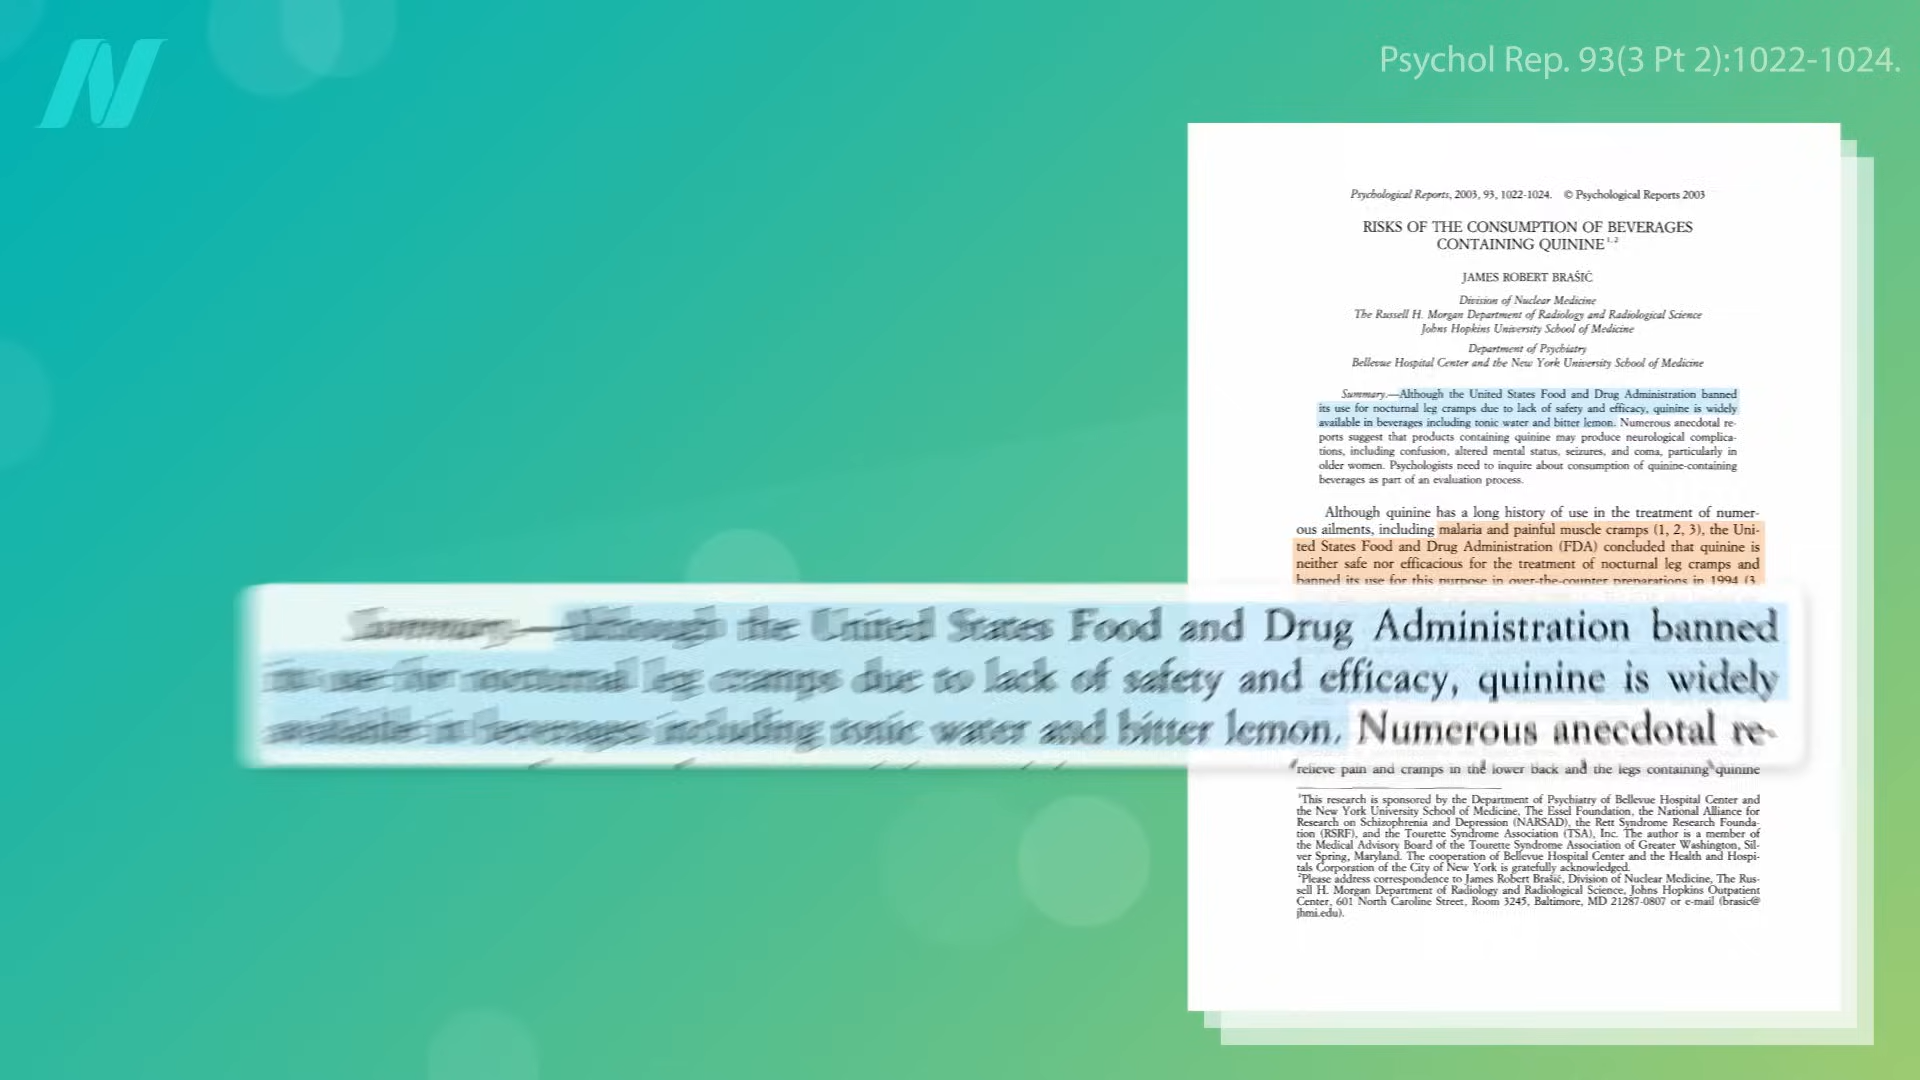 Psychol Rep. 93(3 Pt 2):1022-1024.
Psychological Reports, 2003, 93, 1022-1024. © Psychological Reports 2003
RISKS OF THE CONSUMPTION OF BEVERAGES
CONTAINING QUININE 1,2
JAMES ROBERT BRAŠIĆ
Division of Nuclear Medicine
The Russell H. Morgan Department of Radiology and Radiological Science
Johns Hopkins University School of Medicine
Department of Psychiatry
Bellevue Hospital Center and the New York University School of Medicine
Summary.—Although the United States Food and Drug Administration banned
its use for nocturnal leg cramps due to lack of safety and efficacy, quinine is widely
available in beverages including tonic water and bitter lemon. Numerous anecdotal re-
ports suggest that products containing quinine may produce neurological complica-
tions, including confusion, altered mental status, seizures, and coma, particularly in
older women. Psychologists need to inquire about consumption of quinine-containing
beverages as part of an evaluation process.
Although quinine has a long history of use in the treatment of numer-
ous ailments, including malaria and painful muscle cramps (1, 2, 3), the Uni-
ted States Food and Drug Administration (FDA) concluded that quinine is
neither safe nor efficacious for the treatment of nocturnal leg cramps and
banned its use for this purpose in over-the-counter preparations in 1994 (3,
Summary.—Although the United States Food and Drug Administration banned
its use for nocturnal leg cramps due to lack of safety and efficacy, quinine is widely
available in beverages including tonic water and bitter lemon. Numerous anecdotal re-
relieve pain and cramps in the lower back and the legs containing quinine
1This research is sponsored by the Department of Psychiatry of Bellevue Hospital Center and
the New York University School of Medicine, The Essel Foundation, the National Alliance for
Research on Schizophrenia and Depression (NARSAD), the Rett Syndrome Research Founda-
tion (RSRF), and the Tourette Syndrome Association (TSA), Inc. The author is a member of
the Medical Advisory Board of the Tourette Syndrome Association of Greater Washington, Sil-
ver Spring, Maryland. The cooperation of Bellevue Hospital Center and the Health and Hospi-
tals Corporation of the City of New York is gratefully acknowledged.
2Please address correspondence to James Robert Brašić, Division of Nuclear Medicine, The Rus-
sell H. Morgan Department of Radiology and Radiological Science, Johns Hopkins Outpatient
Center, 601 North Caroline Street, Room 3245, Baltimore, MD 21287-0807 or e-mail (brasic@
jhmi.edu).